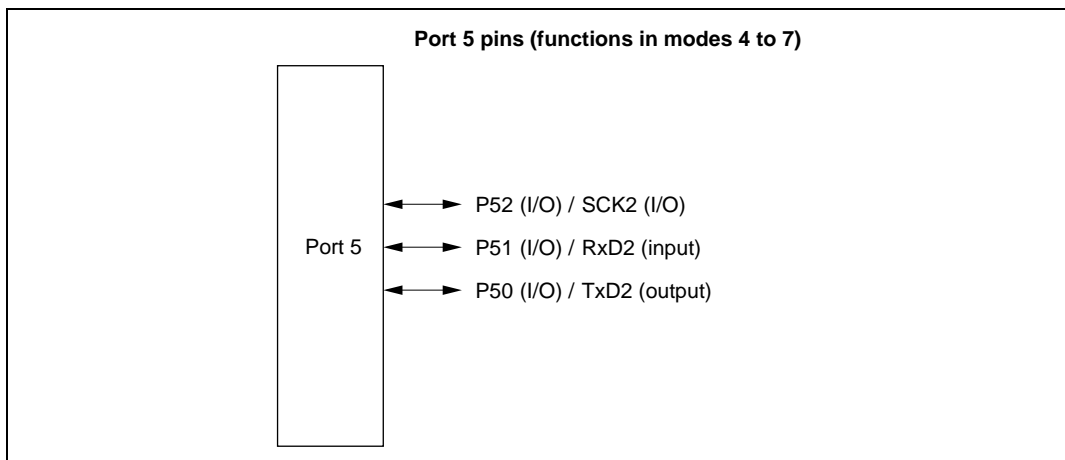 Port 5 pins (functions in modes 4 to 7)
P52 (I/O) / SCK2 (I/O)
Port 5
P51 (I/O) / RxD2 (input)
P50 (I/O) / TxD2 (output)